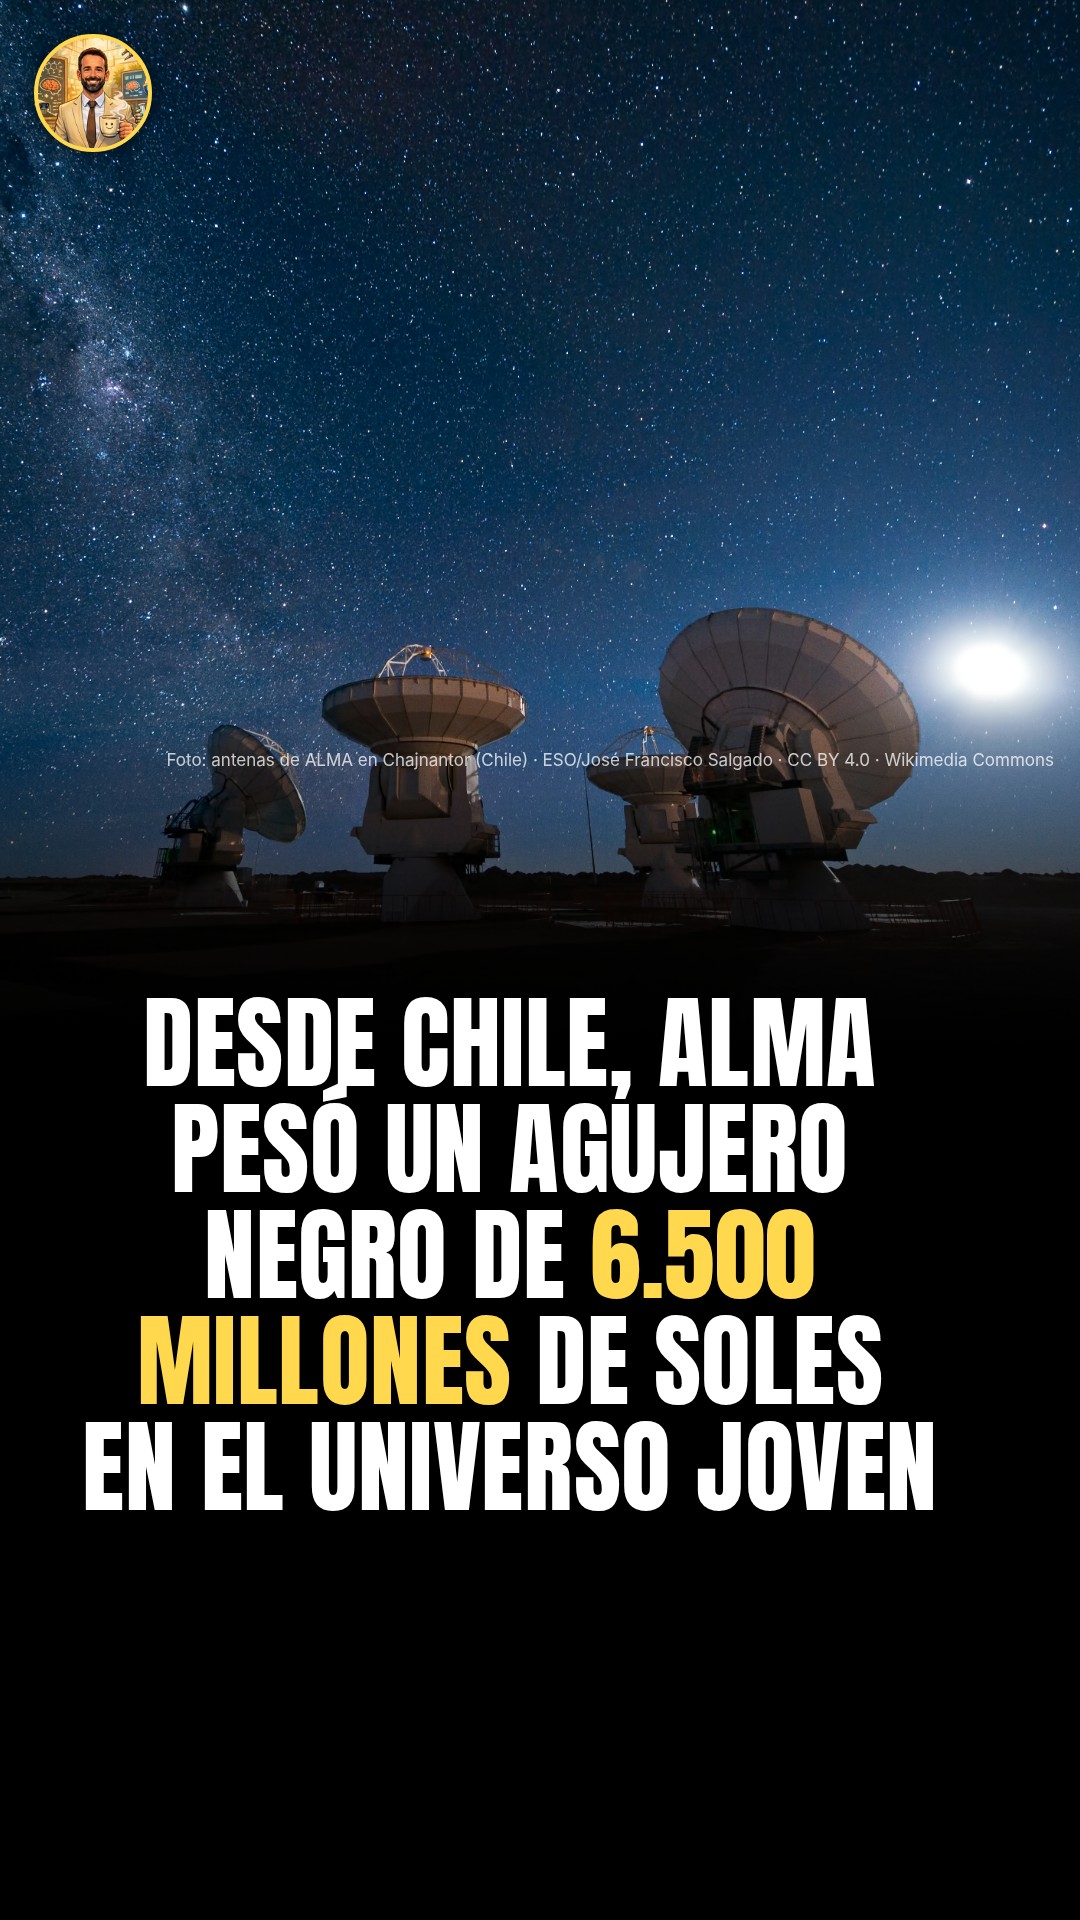 Foto: antenas de ALMA en Chajnantor (Chile) · ESO/José Francisco Salgado · CC BY 4.0 · Wikimedia Commons
DESDE CHILE, ALMA
PESÓ UN AGUJERO
NEGRO DE 6.500
MILLONES DE SOLES
EN EL UNIVERSO JOVEN